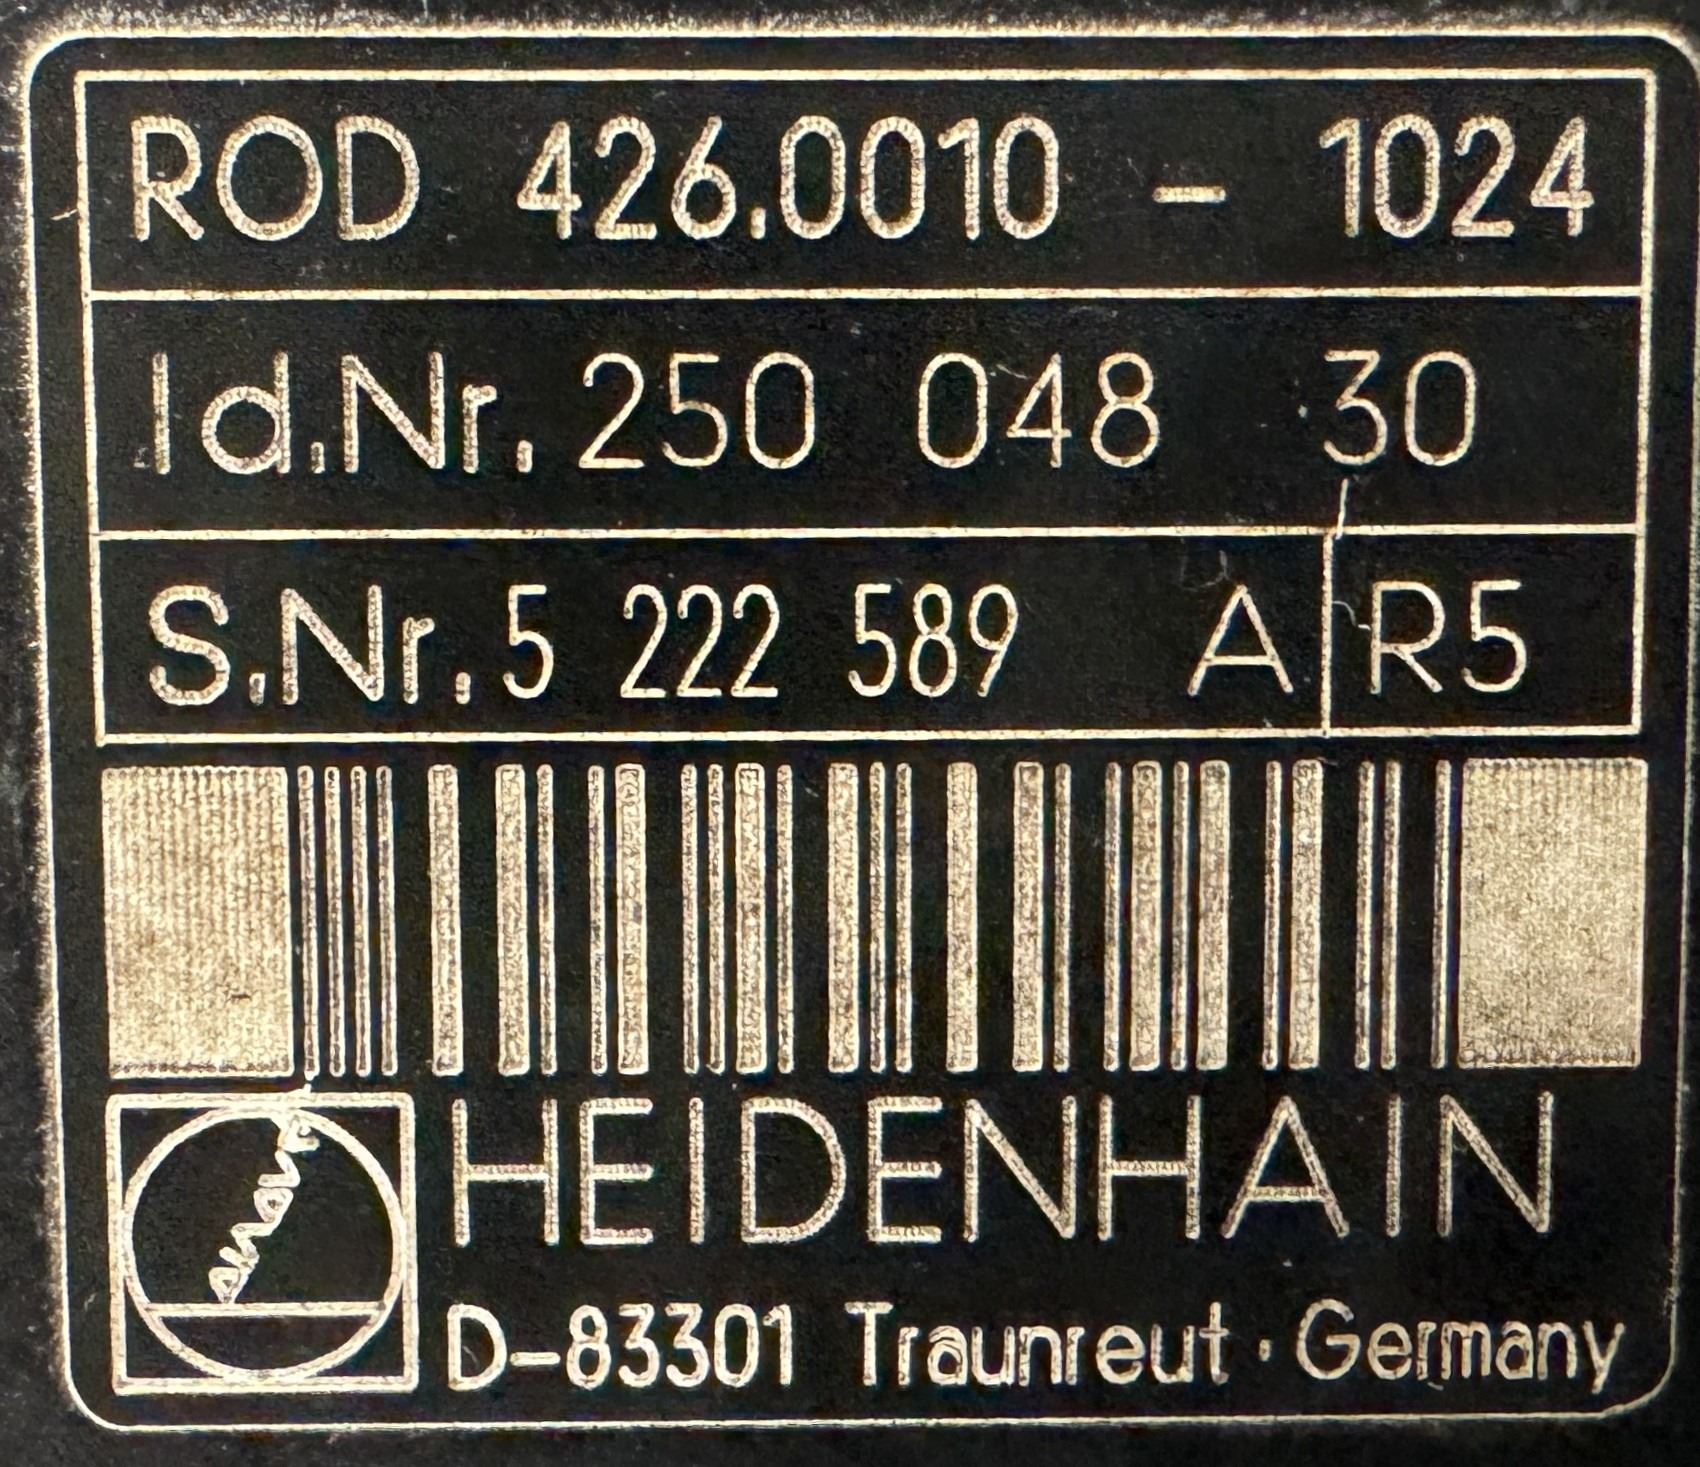 ROD 426.0010 - 1024
Id.Nr. 250 048 30
S.Nr. 5 222 589 A R5
HEIDENHAIN
D-83301 Traunreut · Germany